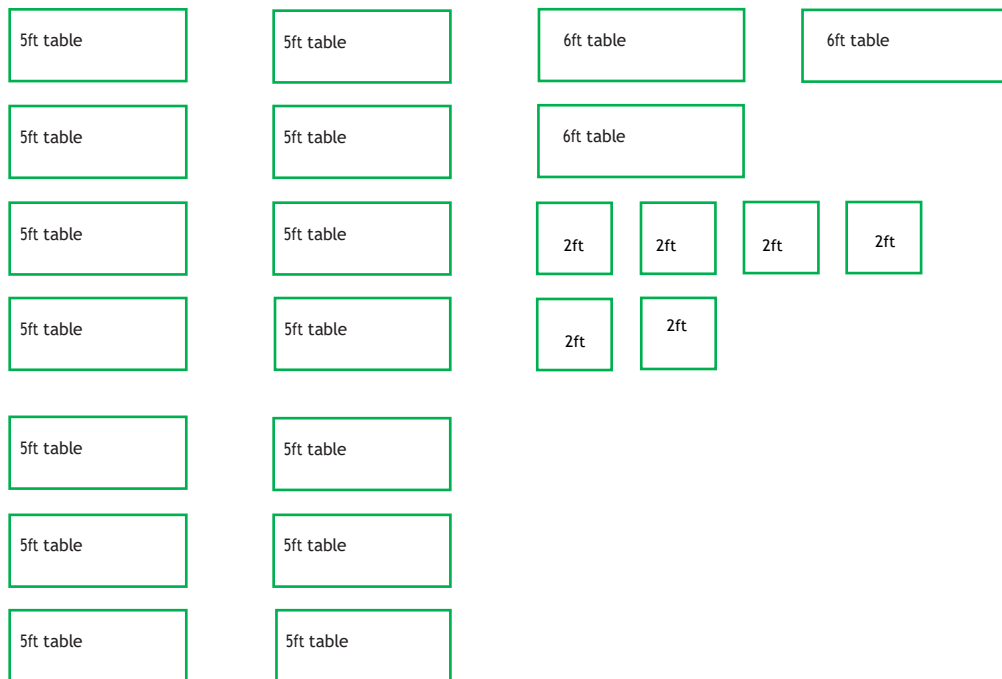 5ft table 5ft table 6ft table 6ft table
5ft table 5ft table 6ft table
5ft table 5ft table 2ft 2ft 2ft 2ft
5ft table 5ft table 2ft 2ft
5ft table 5ft table
5ft table 5ft table
5ft table 5ft table